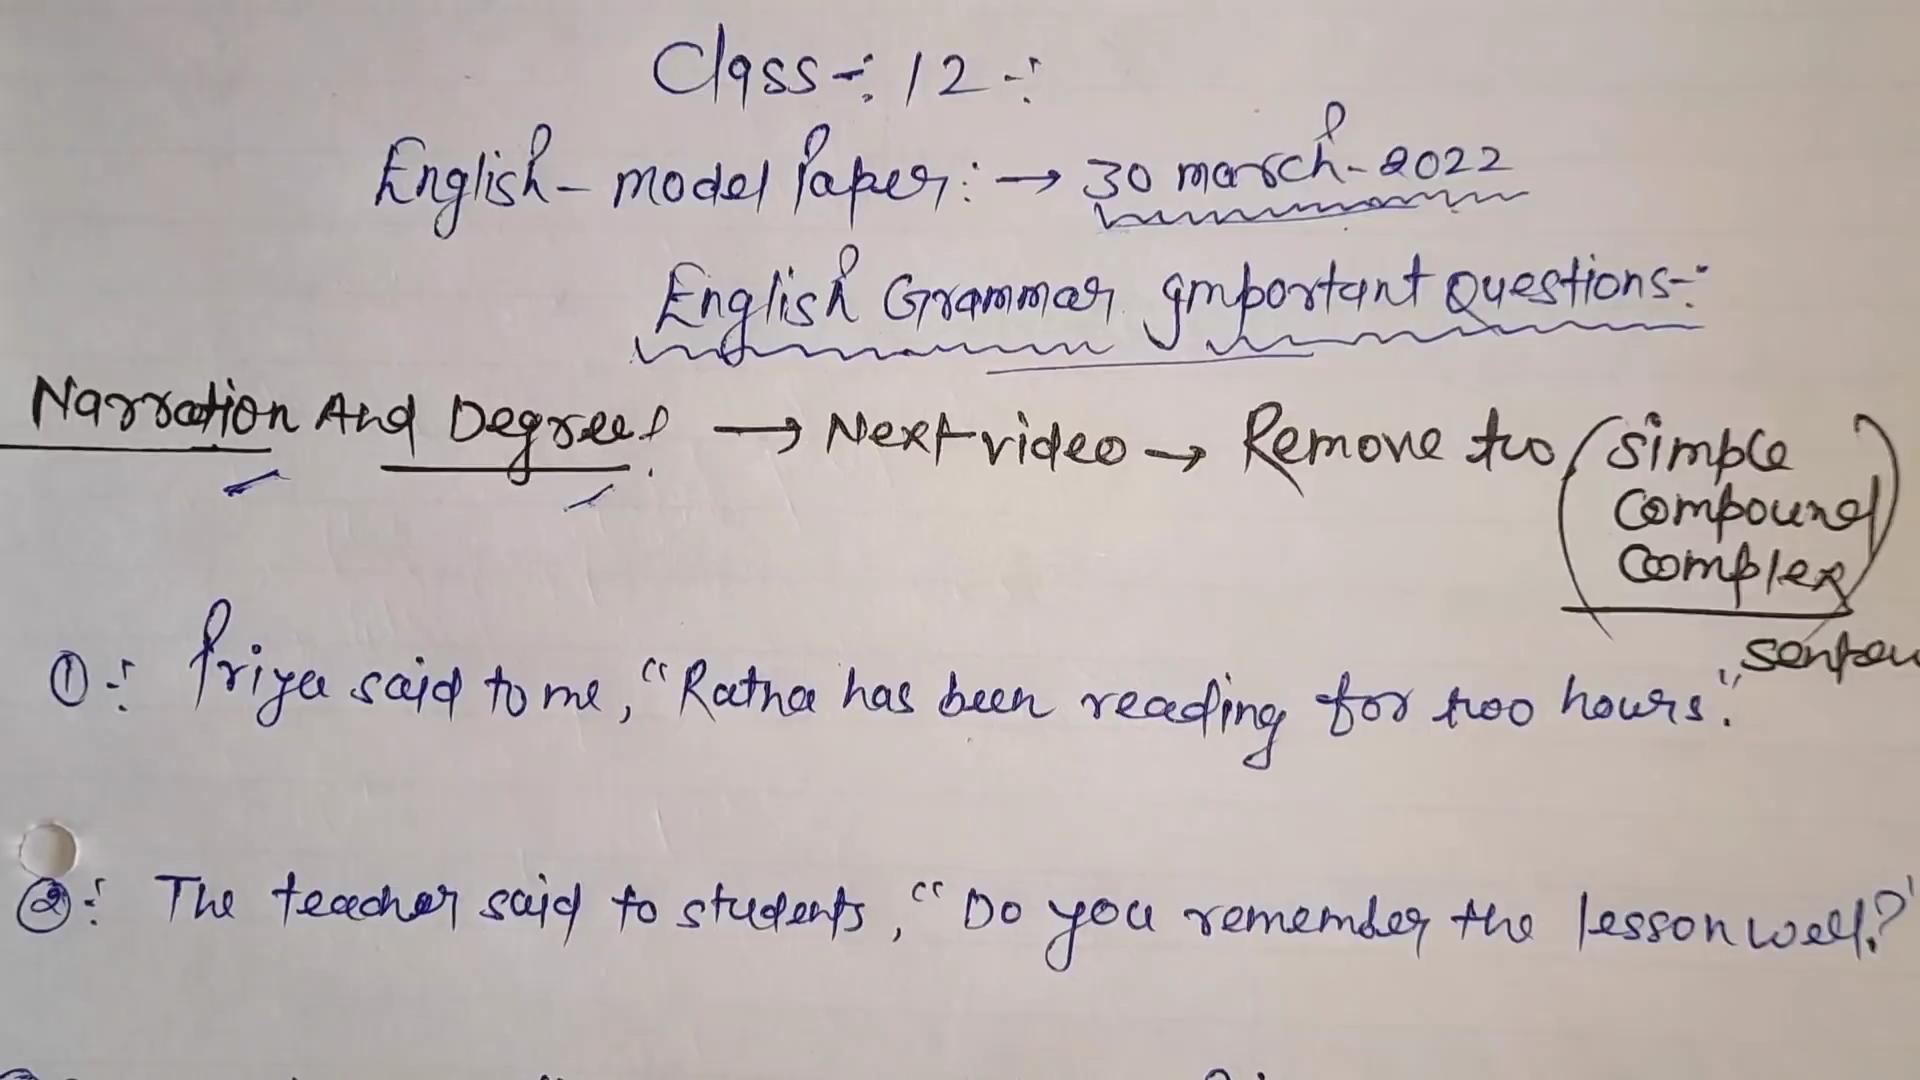 Class-: 12-:
English- model Paper: → 30 march-2022
English Grammar Important Questions-:
Narration And Degree! → Next video → Remove two (simple
compound
complex)
senten
①-: Priya said to me, "Ratna has been reading for two hours."
②-: The teacher said to students, "Do you remember the lesson well?"